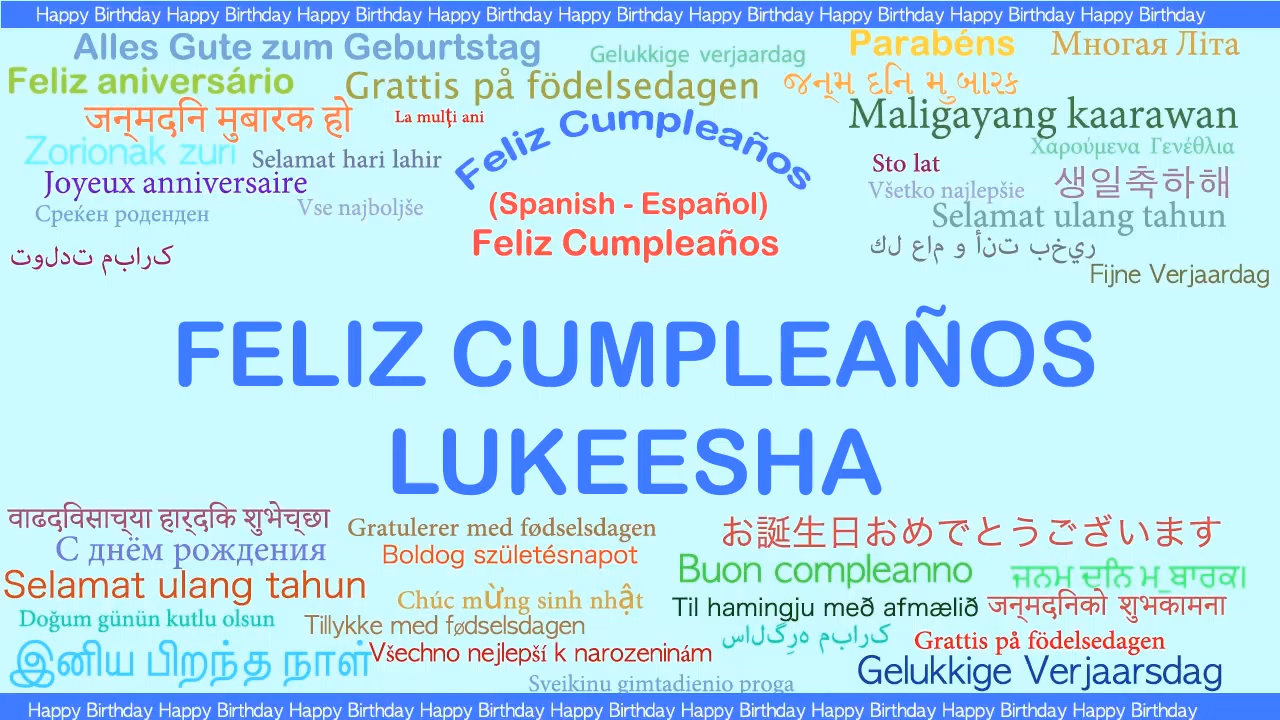 Happy Birthday Happy Birthday Happy Birthday Happy Birthday Happy Birthday Happy Birthday Happy Birthday Happy Birthday Happy Birthday
Alles Gute zum Geburtstag
Gelukkige verjaardag
Parabéns
Многая Літа
Feliz aniversário
Grattis på födelsedagen
જન્મ દિન મુબારક
Maligayang kaarawan
जन्मदिन मुबारक हो
La mulţi ani
Feliz Cumpleaños
Χαρούμενα Γενέθλια
Zorionak zuri
Selamat hari lahir
Sto lat
Joyeux anniversaire
Všetko najlepšie
생일축하해
Vse najboljše
(Spanish - Español)
Среќен роденден
Selamat ulang tahun
Feliz Cumpleaños
تولدت مبارک
كل عام و أنت بخير
Fijne Verjaardag
FELIZ CUMPLEAÑOS
LUKEESHA
वाढदिवसाच्या हार्दिक शुभेच्छा
Gratulerer med fødselsdagen
お誕生日おめでとうございます
С днём рождения
Boldog születésnapot
Buon compleanno
ਜਨਮ ਦਿਨ ਮੁਬਾਰਕ।
Selamat ulang tahun
Chúc mừng sinh nhật
Til hamingju með afmælið
जन्मदिनको शुभकामना
Doğum günün kutlu olsun
Tillykke med fødselsdagen
سالگِرہ مبارک
Grattis på födelsedagen
இனிய பிறந்த நாள்
Všechno nejlepší k narozeninám
Gelukkige Verjaarsdag
Sveikinu gimtadienio proga
Happy Birthday Happy Birthday Happy Birthday Happy Birthday Happy Birthday Happy Birthday Happy Birthday Happy Birthday Happy Birthday